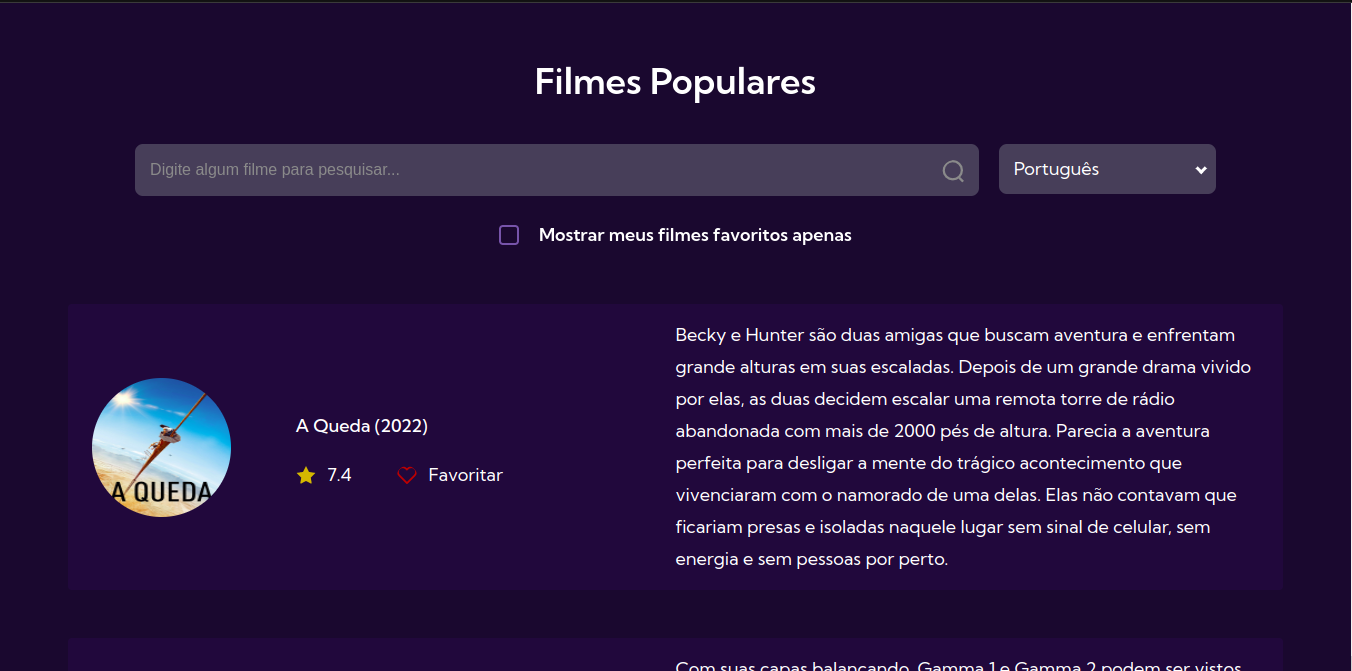 Filmes Populares
Digite algum filme para pesquisar...
Português
Mostrar meus filmes favoritos apenas
A QUEDA
A Queda (2022)
7.4 Favoritar
Becky e Hunter são duas amigas que buscam aventura e enfrentam
grande alturas em suas escaladas. Depois de um grande drama vivido
por elas, as duas decidem escalar uma remota torre de rádio
abandonada com mais de 2000 pés de altura. Parecia a aventura
perfeita para desligar a mente do trágico acontecimento que
vivenciaram com o namorado de uma delas. Elas não contavam que
ficariam presas e isoladas naquele lugar sem sinal de celular, sem
energia e sem pessoas por perto.
Com suas capas balançando, Gamma 1 e Gamma 2 podem ser vistos